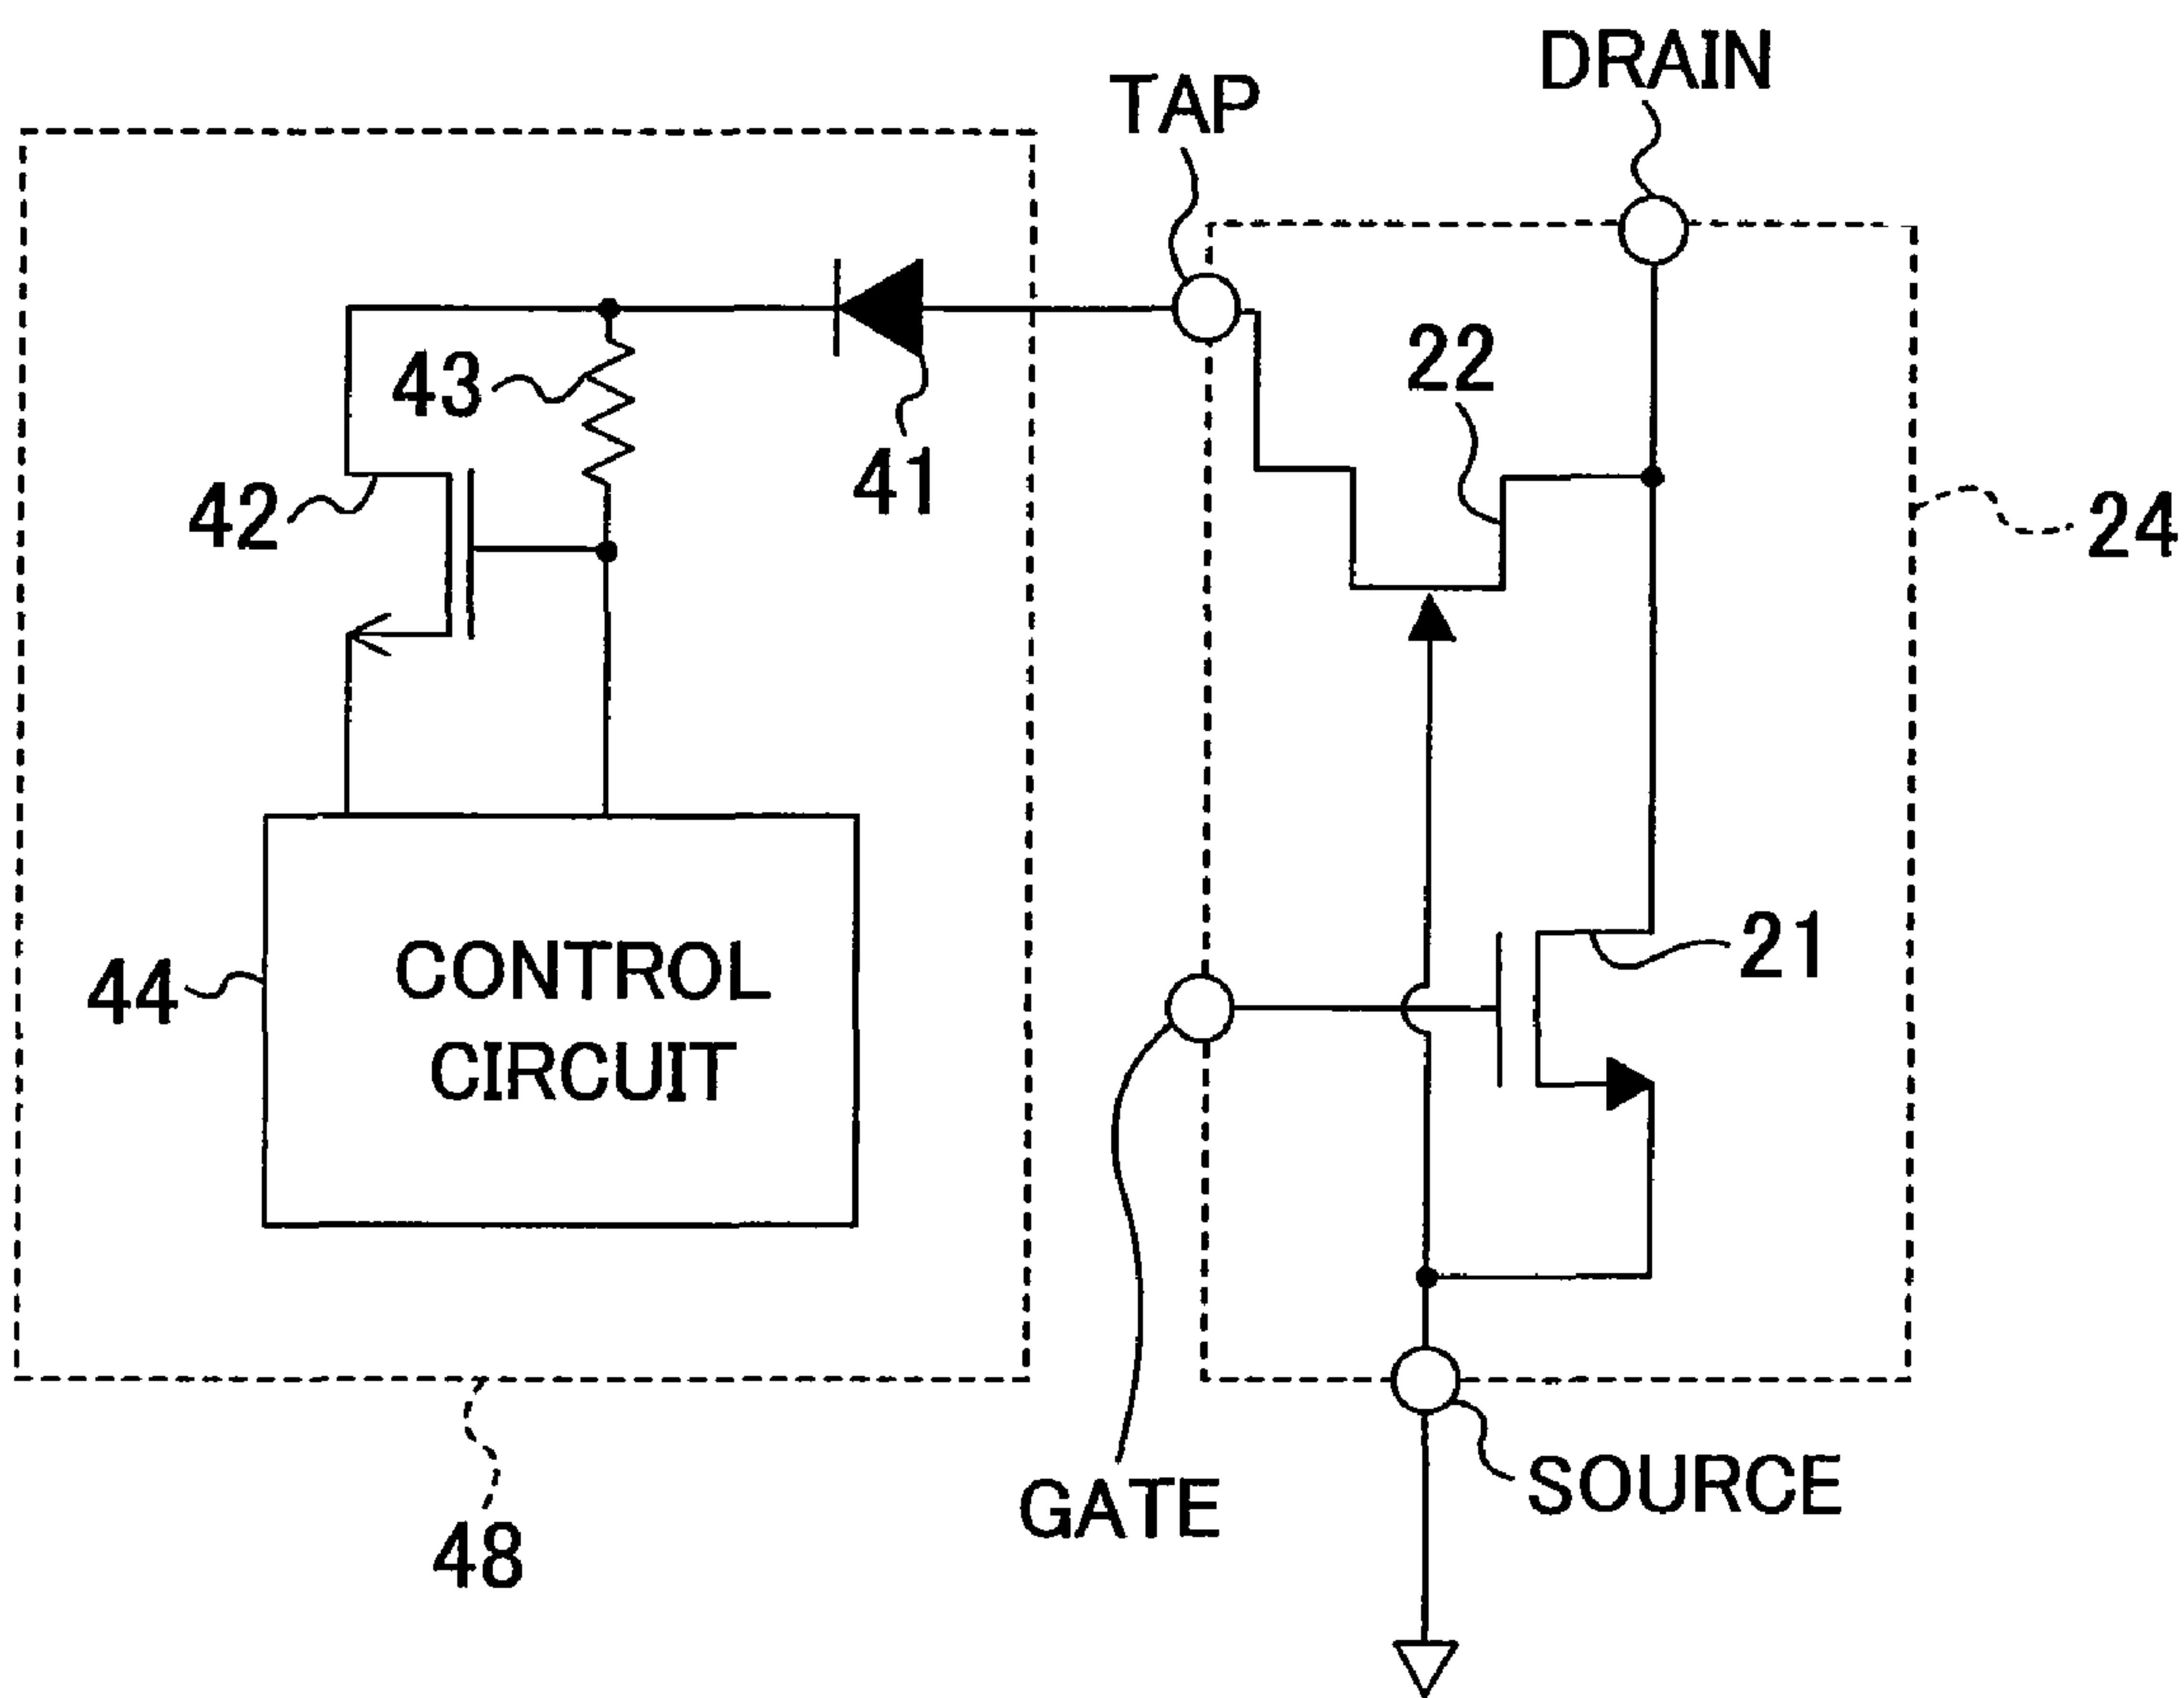 DRAIN
TAP
43
22
41
42
24
21
44
CONTROL
CIRCUIT
GATE
SOURCE
48